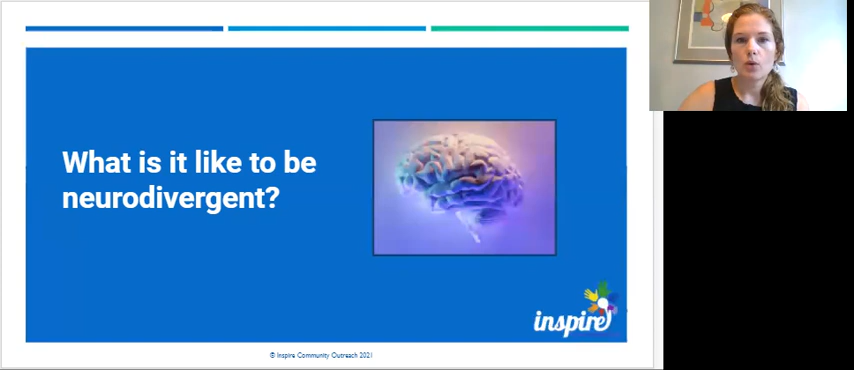 What is it like to be
neurodivergent?
inspire
© Inspire Community Outreach 2021